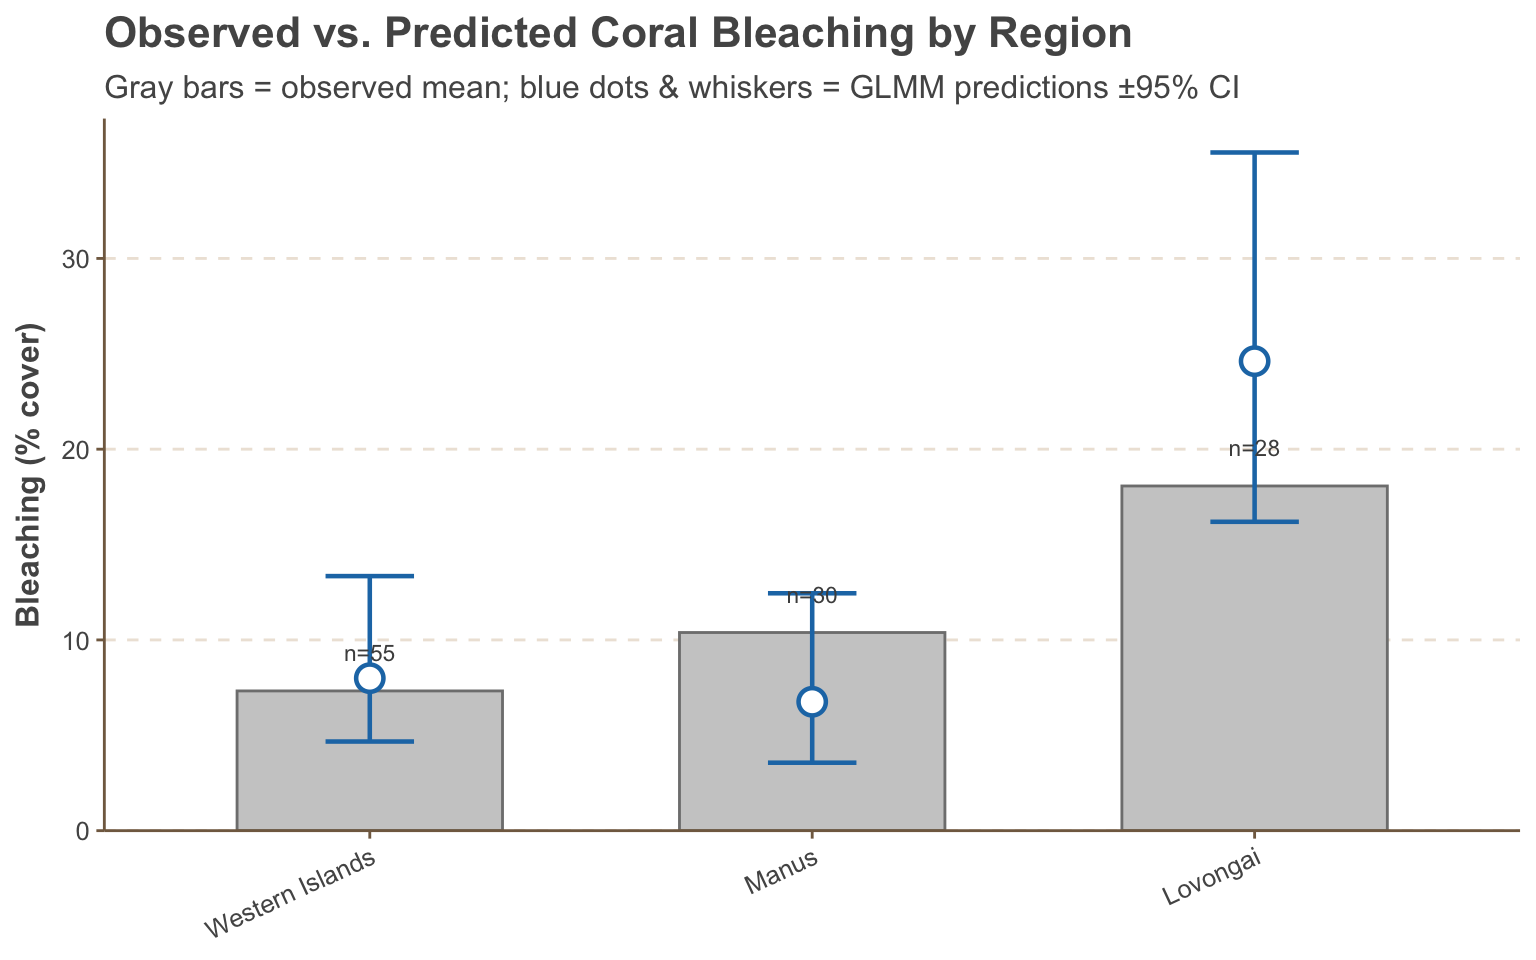 Observed vs. Predicted Coral Bleaching by Region
Gray bars = observed mean; blue dots & whiskers = GLMM predictions ±95% CI
Bleaching (% cover)
30
20
10
0
n=55
n=30
n=28
Western Islands
Manus
Lovongai